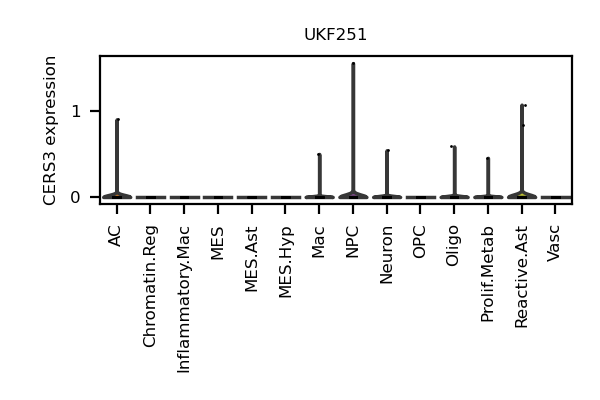 UKF251
CERS3 expression
1
0
AC
Chromatin.Reg
Inflammatory.Mac
MES
MES.Ast
MES.Hyp
Mac
NPC
Neuron
OPC
Oligo
Prolif.Metab
Reactive.Ast
Vasc